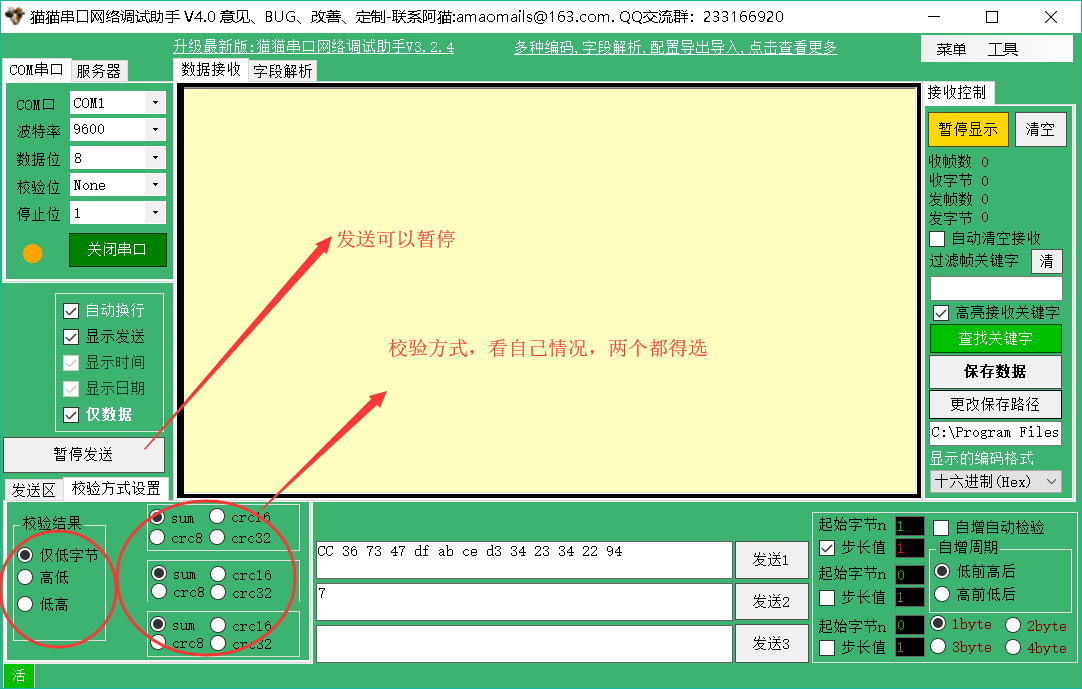 猫猫串口网络调试助手 V4.0 意见、BUG、改善、定制-联系阿猫:amaomails@163.com. QQ交流群：233166920
升级最新版:猫猫串口网络调试助手V3.2.4
多种编码,字段解析,配置导出导入,点击查看更多
菜单 工具
COM串口 服务器
数据接收 字段解析
COM口 COM1
波特率 9600
数据位 8
校验位 None
停止位 1
关闭串口
自动换行
显示发送
显示时间
显示日期
仅数据
暂停发送
发送可以暂停
校验方式，看自己情况，两个都得选
接收控制
暂停显示 清空
收帧数 0
收字节 0
发帧数 0
发字节 0
自动清空接收
过滤帧关键字 清
高亮接收关键字
查找关键字
保存数据
更改保存路径
C:\Program Files
显示的编码格式
十六进制(Hex)
发送区 校验方式设置
校验结果
仅低字节
高低
低高
sum crc16
crc8 crc32
sum crc16
crc8 crc32
sum crc16
crc8 crc32
CC 36 73 47 df ab ce d3 34 23 34 22 94
发送1
7
发送2
发送3
起始字节n 1
步长值 1
起始字节n 0
步长值 1
起始字节n 0
步长值 1
自增自动检验
自增周期
低前高后
高前低后
1byte 2byte
3byte 4byte
活